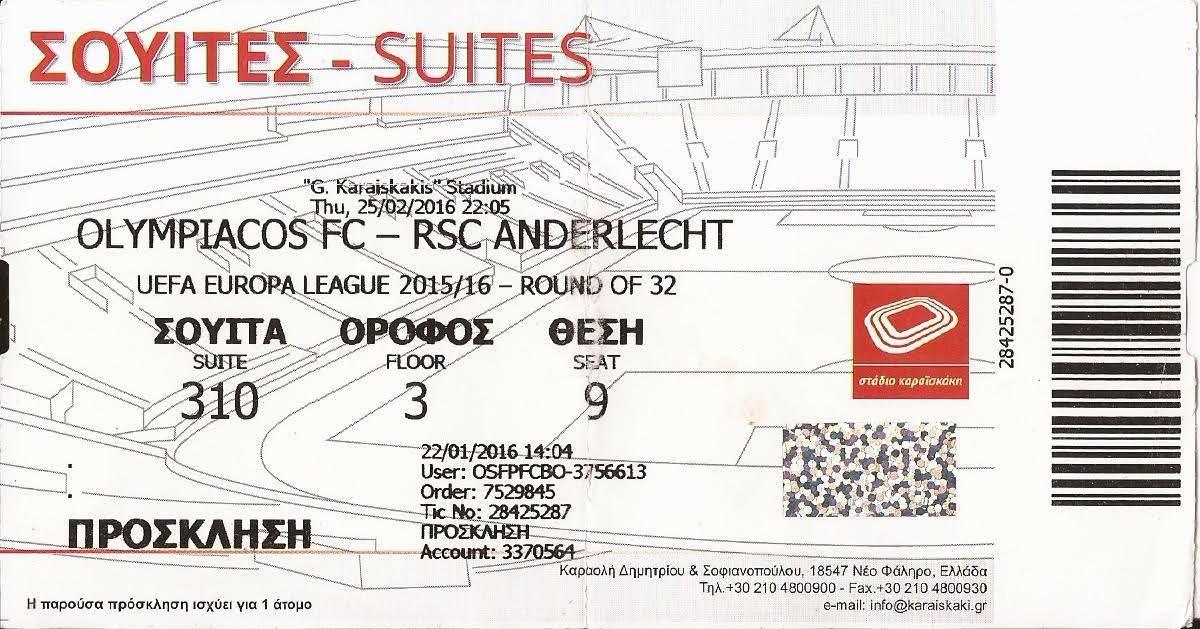 ΣΟΥΙΤΕΣ - SUITES
"G. Karaiskakis" Stadium
Thu, 25/02/2016 22:05
OLYMPIACOS FC – RSC ANDERLECHT
UEFA EUROPA LEAGUE 2015/16 – ROUND OF 32
ΣΟΥΙΤΑ ΟΡΟΦΟΣ ΘΕΣΗ
SUITE FLOOR SEAT
310 3 9
στάδιο καραϊσκάκη
28425287-0
22/01/2016 14:04
User: OSFPFCBO-3756613
Order: 7529845
Tic No: 28425287
ΠΡΟΣΚΛΗΣΗ
Account: 3370564
:
.
ΠΡΟΣΚΛΗΣΗ
Καραολή Δημητρίου & Σοφιανοπούλου, 18547 Νέο Φάληρο, Ελλάδα
Τηλ.+30 210 4800900 - Fax.+30 210 4800930
e-mail: info@karaiskaki.gr
Η παρούσα πρόσκληση ισχύει για 1 άτομο